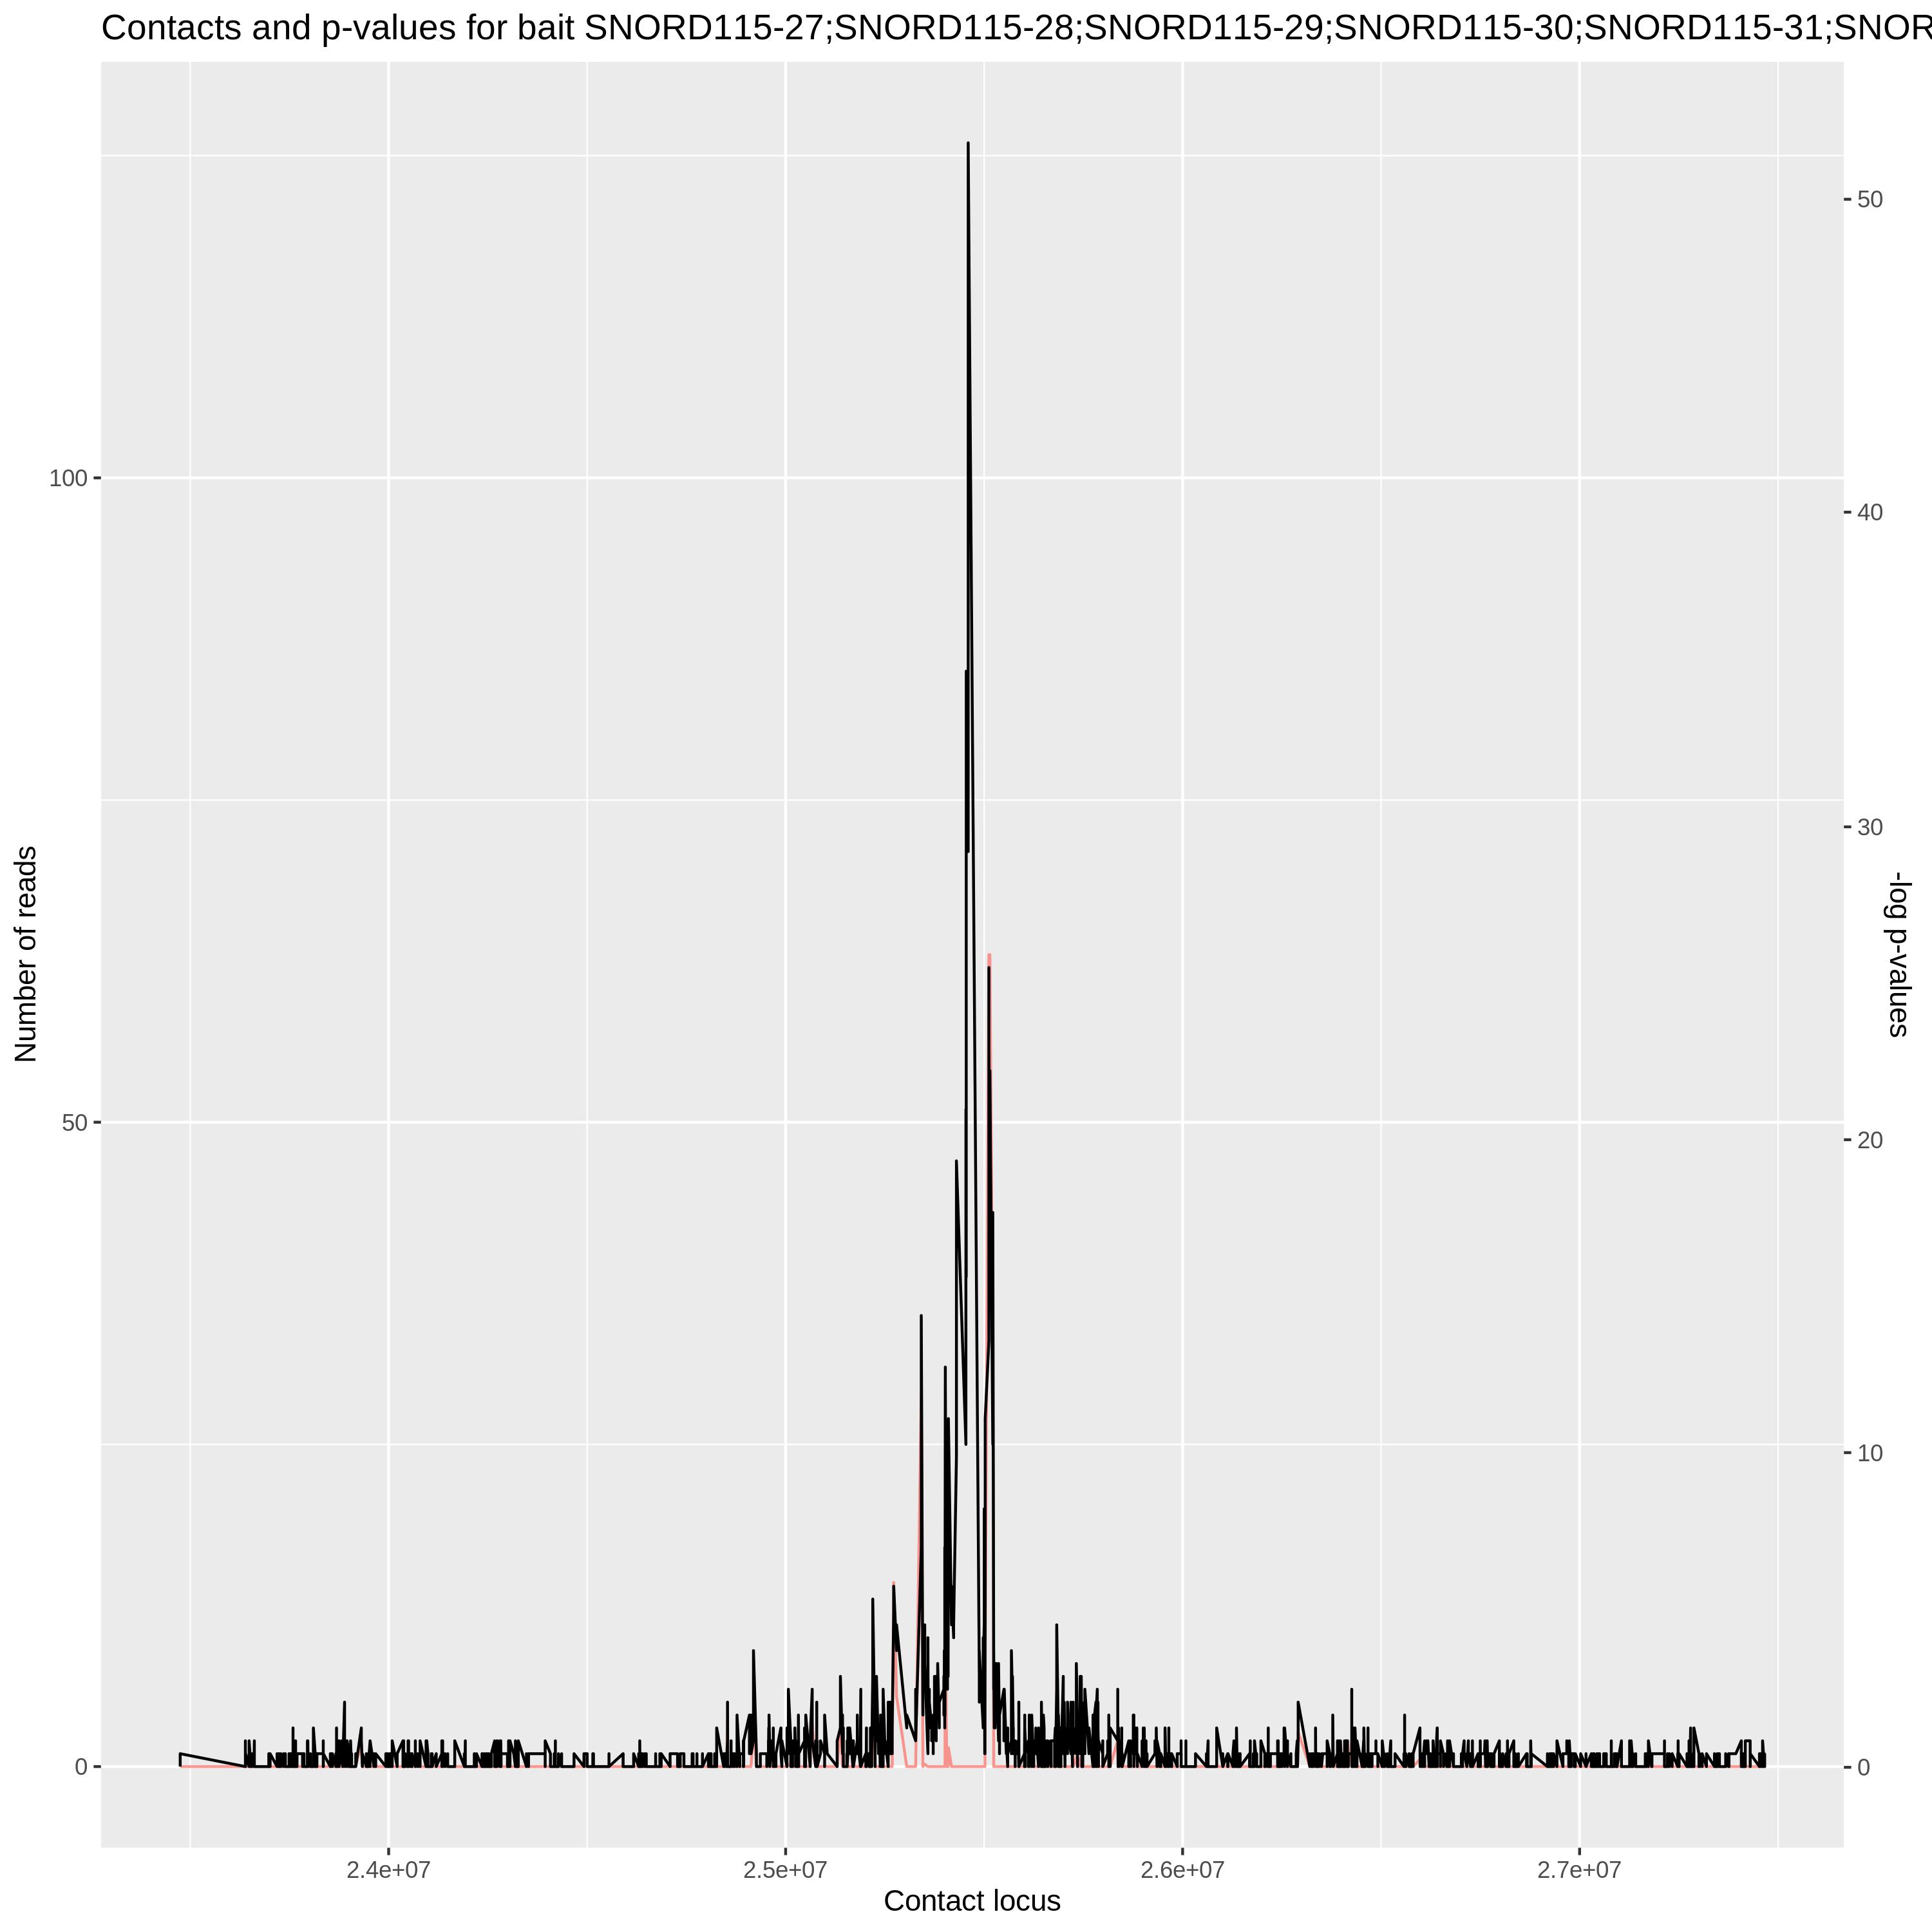 Contacts and p-values for bait SNORD115-27;SNORD115-28;SNORD115-29;SNORD115-30;SNORD115-31;SNOR
100
50
0
Number of reads
50
40
30
20
10
0
-log p-values
2.4e+07 2.5e+07 2.6e+07 2.7e+07
Contact locus